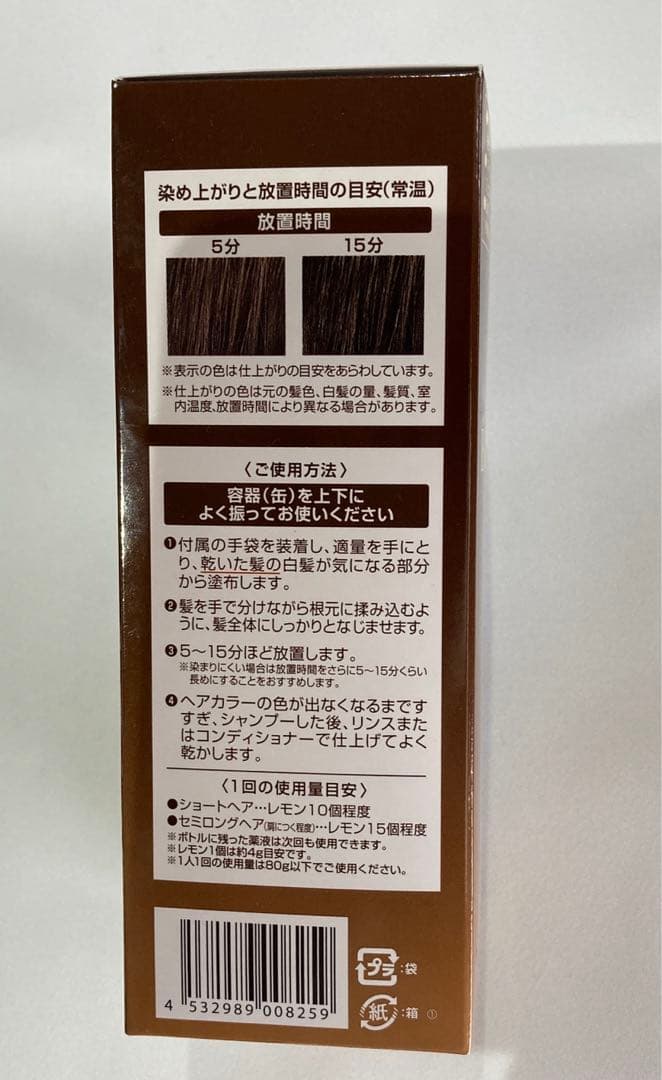 染め上がりと放置時間の目安(常温)
放置時間
5分 15分
※表示の色は仕上がりの目安をあらわしています。
※仕上がりの色は元の髪色、白髪の量、髪質、室
内温度、放置時間により異なる場合があります。
〈ご使用方法〉
容器(缶)を上下に
よく振ってお使いください
❶付属の手袋を装着し、適量を手にと
り、乾いた髪の白髪が気になる部分
から塗布します。
❷髪を手で分けながら根元に揉み込むよ
うに、髪全体にしっかりとなじませます。
❸5〜15分ほど放置します。
※染まりにくい場合は放置時間をさらに5〜15分くらい
長めにすることをおすすめします。
❹ヘアカラーの色が出なくなるまです
すぎ、シャンプーした後、リンスまた
はコンディショナーで仕上げてよく
乾かします。
〈1回の使用量目安〉
●ショートヘア…レモン10個程度
●セミロングヘア(肩につく程度)…レモン15個程度
※ボトルに残った薬液は次回も使用できます。
※レモン1個は約4g目安です。
※1人1回の使用量は80g以下でご使用ください。
4 532989 008259
プラ:袋
紙:箱 ①